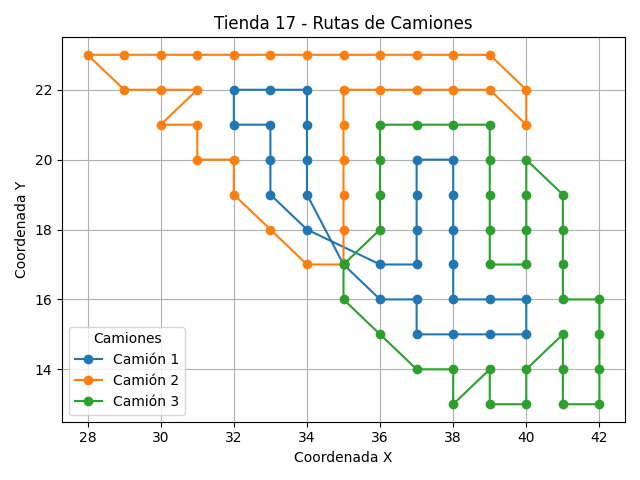 Tienda 17 - Rutas de Camiones
Coordenada Y
22
20
18
16
14
Camiones
Camión 1
Camión 2
Camión 3
28 30 32 34 36 38 40 42
Coordenada X